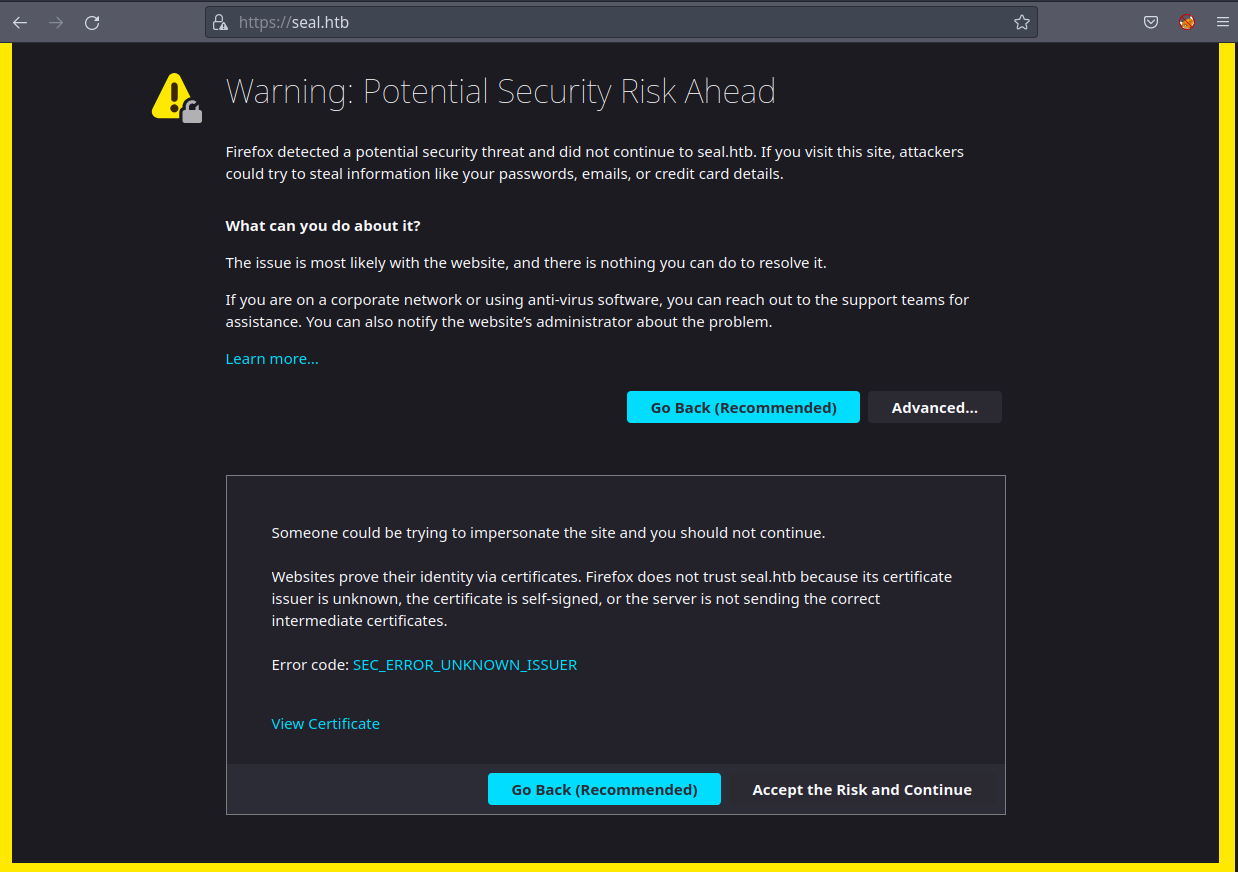 https://seal.htb
Warning: Potential Security Risk Ahead
Firefox detected a potential security threat and did not continue to seal.htb. If you visit this site, attackers
could try to steal information like your passwords, emails, or credit card details.
What can you do about it?
The issue is most likely with the website, and there is nothing you can do to resolve it.
If you are on a corporate network or using anti-virus software, you can reach out to the support teams for
assistance. You can also notify the website’s administrator about the problem.
Learn more…
Go Back (Recommended) Advanced…
Someone could be trying to impersonate the site and you should not continue.
Websites prove their identity via certificates. Firefox does not trust seal.htb because its certificate
issuer is unknown, the certificate is self-signed, or the server is not sending the correct
intermediate certificates.
Error code: SEC_ERROR_UNKNOWN_ISSUER
View Certificate
Go Back (Recommended) Accept the Risk and Continue